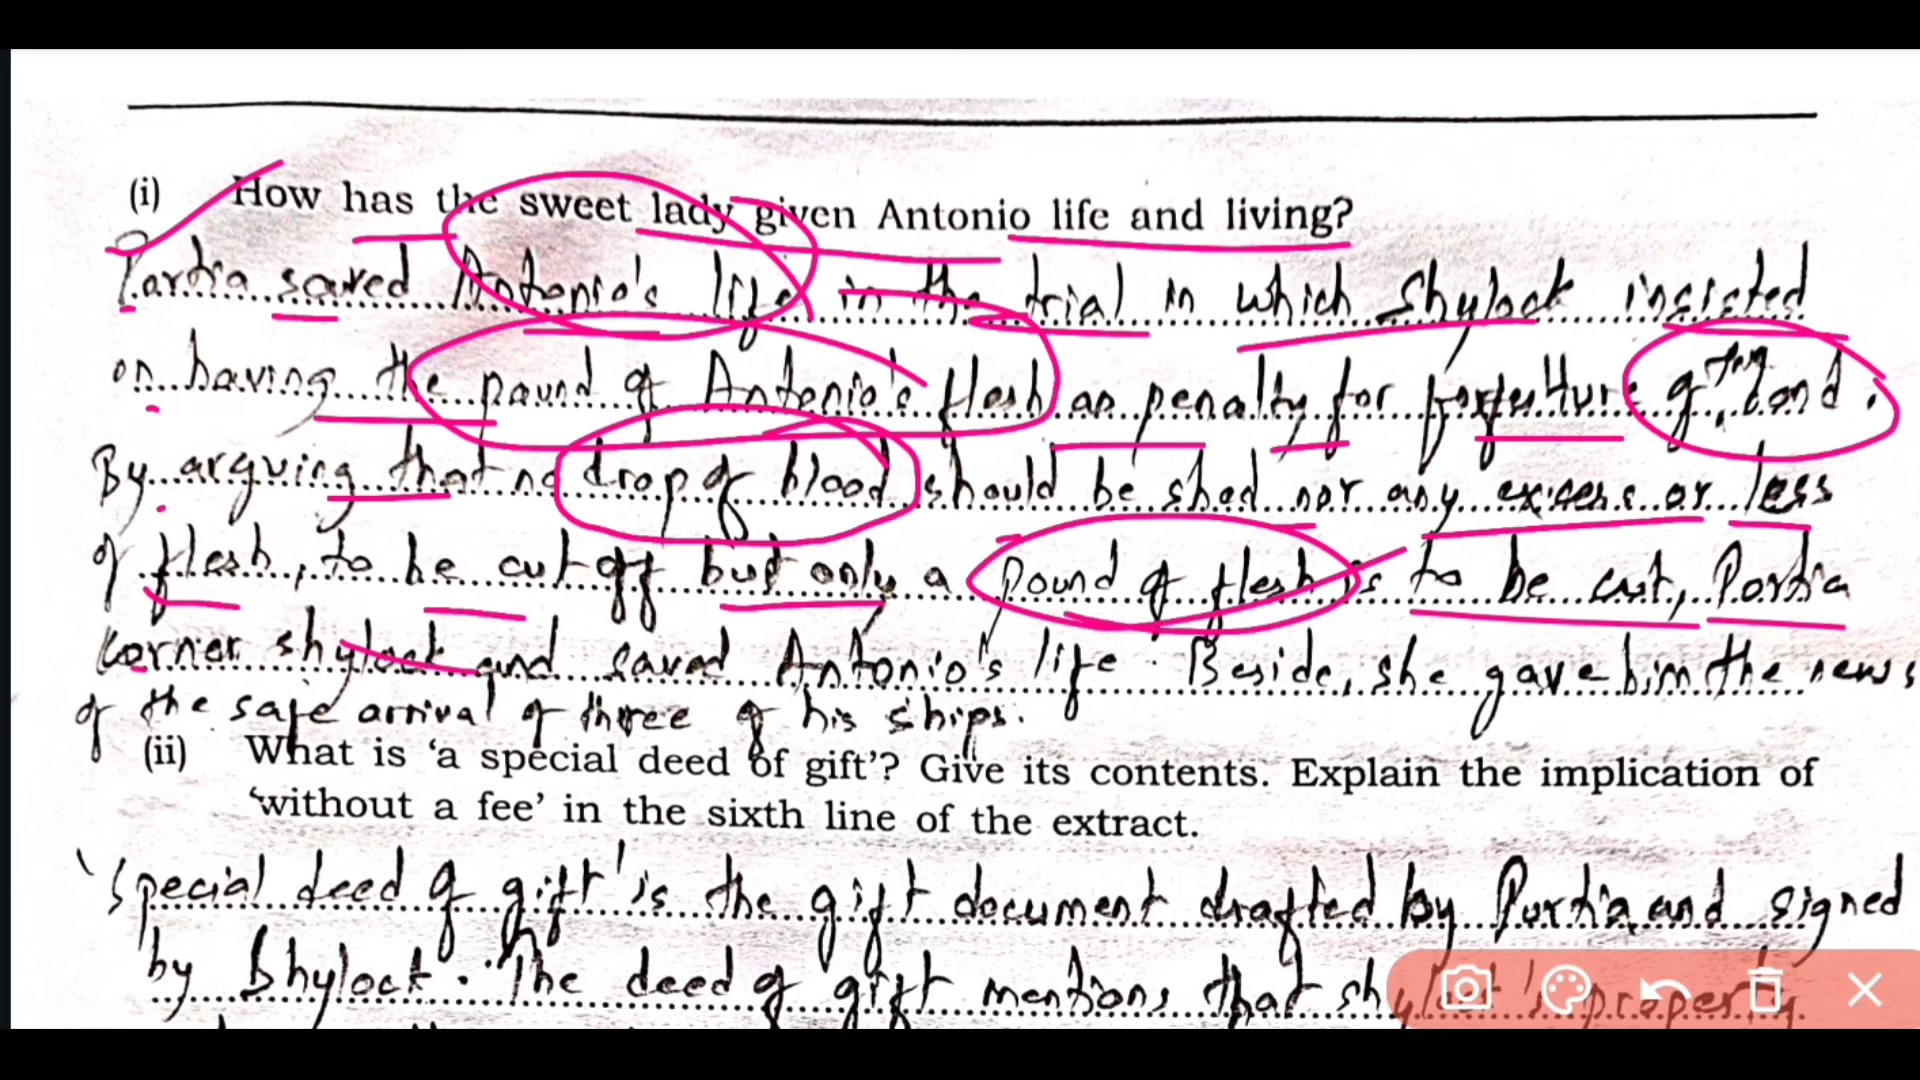 (i) How has the sweet lady given Antonio life and living?
Portia saved Antonio's life in the trial in which Shylock insisted
on having the pound of Antonio's flesh as penalty for forfeiture of the bond.
By arguing that no drop of blood should be shed nor any excess or less
of flesh, to be cut off but only a pound of flesh is to be cut, Portia
corner shylock and saved Antonio's life. Beside, she gave him the news
of the safe arrival of three of his ships.
(ii) What is ‘a special deed of gift’? Give its contents. Explain the implication of
‘without a fee’ in the sixth line of the extract.
'Special deed of gift' is the gift document drafted by Portia, and signed
by Shylock. The deed of gift mentions that shylock's property